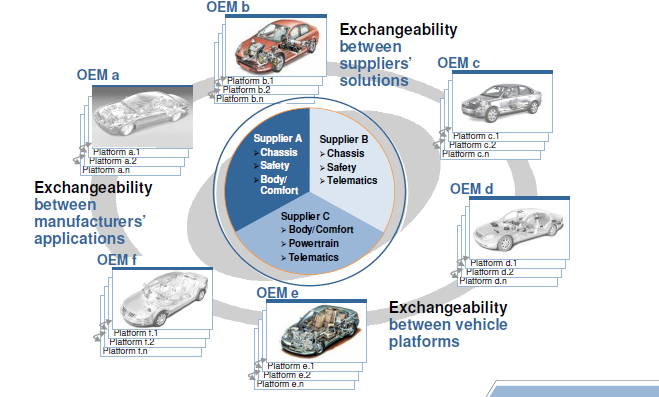 OEM b
Platform b.1
Platform b.2
Platform b.n
Exchangeability
between
suppliers'
solutions
OEM c
Platform c.1
Platform c.2
Platform c.n
OEM a
Platform a.1
Platform a.2
Platform a.n
Supplier A
➢ Chassis
➢ Safety
➢ Body/
Comfort
Supplier B
➢ Chassis
➢ Safety
➢ Telematics
Supplier C
➢ Body/Comfort
➢ Powertrain
➢ Telematics
Exchangeability
between
manufacturers'
applications
OEM d
Platform d.1
Platform d.2
Platform d.n
OEM f
Platform f.1
Platform f.2
Platform f.n
OEM e
Platform e.1
Platform e.2
Platform e.n
Exchangeability
between vehicle
platforms